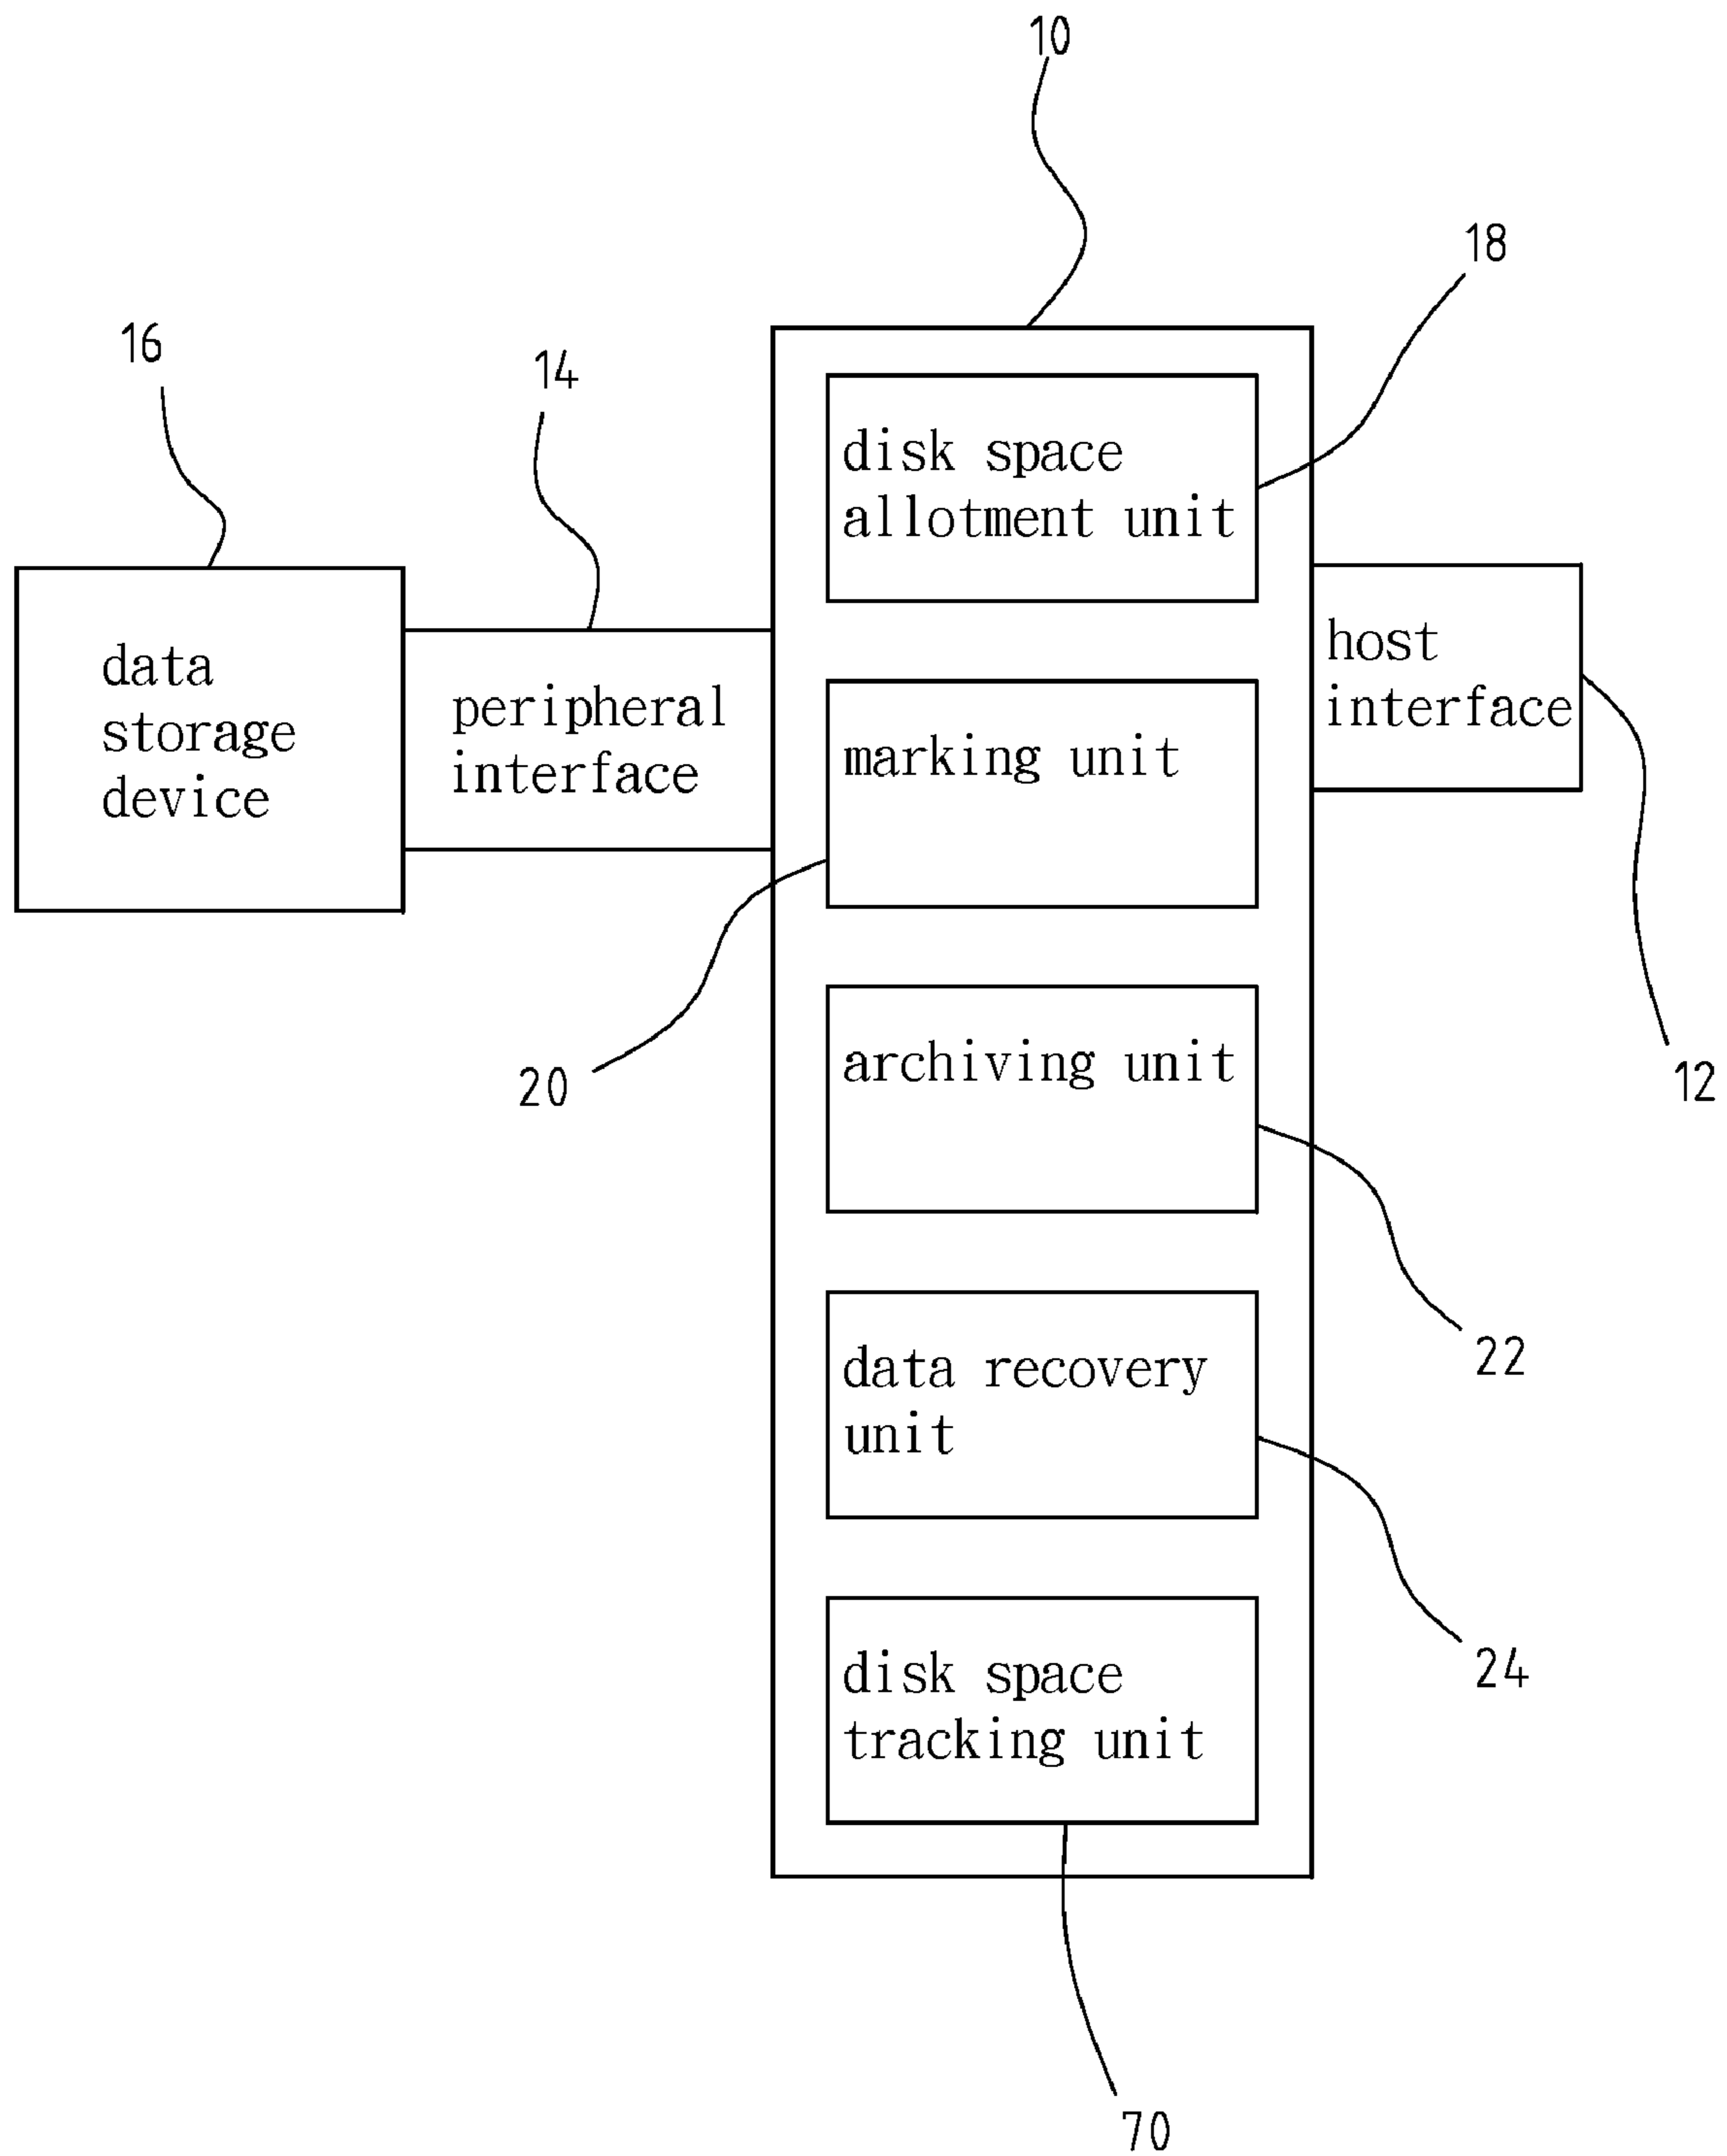 10
18
16
14
disk space
allotment unit
host
interface
data
storage
device
peripheral
interface
marking unit
20
archiving unit
12
22
data recovery
unit
24
disk space
tracking unit
70